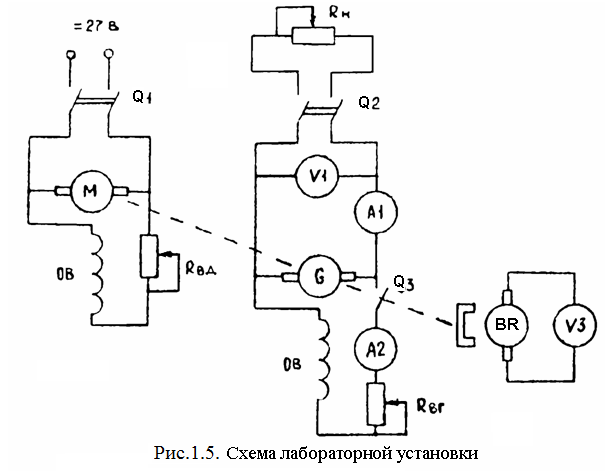 = 27 В
Q1
М
ОВ
RВД
RН
Q2
V1
A1
G
Q3
A2
ОВ
RВГ
BR
V3
Рис.1.5. Схема лабораторной установки